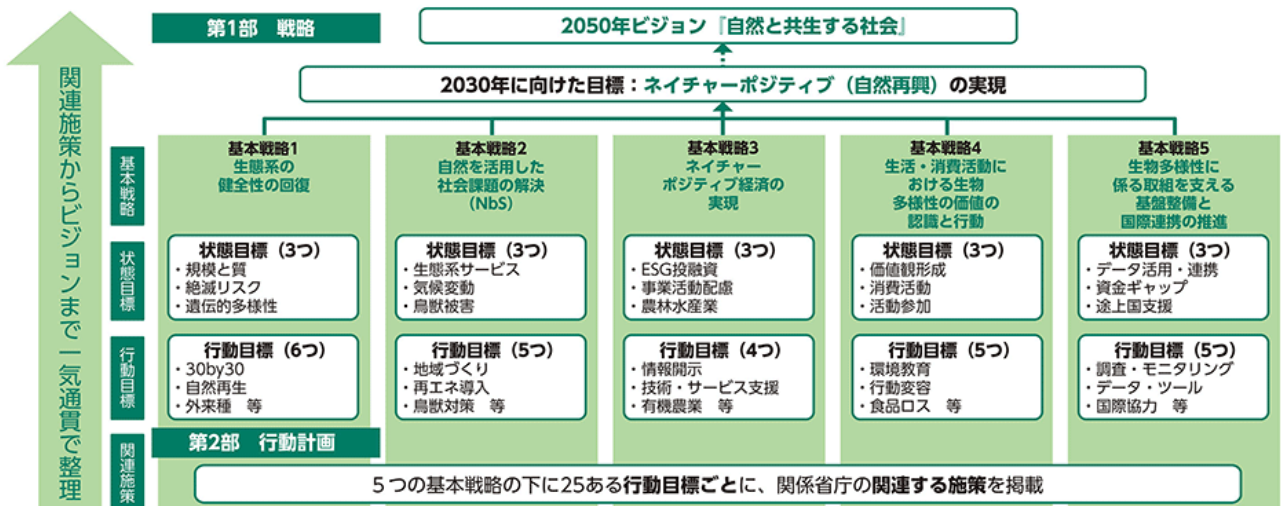 第1部 戦略
2050年ビジョン『自然と共生する社会』
2030年に向けた目標：ネイチャーポジティブ（自然再興）の実現
関連施策からビジョンまで一気通貫で整理
基本戦略
基本戦略1
生態系の
健全性の回復
基本戦略2
自然を活用した
社会課題の解決
（NbS）
基本戦略3
ネイチャー
ポジティブ経済の
実現
基本戦略4
生活・消費活動に
おける生物
多様性の価値の
認識と行動
基本戦略5
生物多様性に
係る取組を支える
基盤整備と
国際連携の推進
状態目標
状態目標（3つ）
・規模と質
・絶滅リスク
・遺伝的多様性
状態目標（3つ）
・生態系サービス
・気候変動
・鳥獣被害
状態目標（3つ）
・ESG投融資
・事業活動配慮
・農林水産業
状態目標（3つ）
・価値観形成
・消費活動
・活動参加
状態目標（3つ）
・データ活用・連携
・資金ギャップ
・途上国支援
行動目標
行動目標（6つ）
・30by30
・自然再生
・外来種 等
行動目標（5つ）
・地域づくり
・再エネ導入
・鳥獣対策 等
行動目標（4つ）
・情報開示
・技術・サービス支援
・有機農業 等
行動目標（5つ）
・環境教育
・行動変容
・食品ロス 等
行動目標（5つ）
・調査・モニタリング
・データ・ツール
・国際協力 等
第2部 行動計画
関連施策
５つの基本戦略の下に25ある行動目標ごとに、関係省庁の関連する施策を掲載